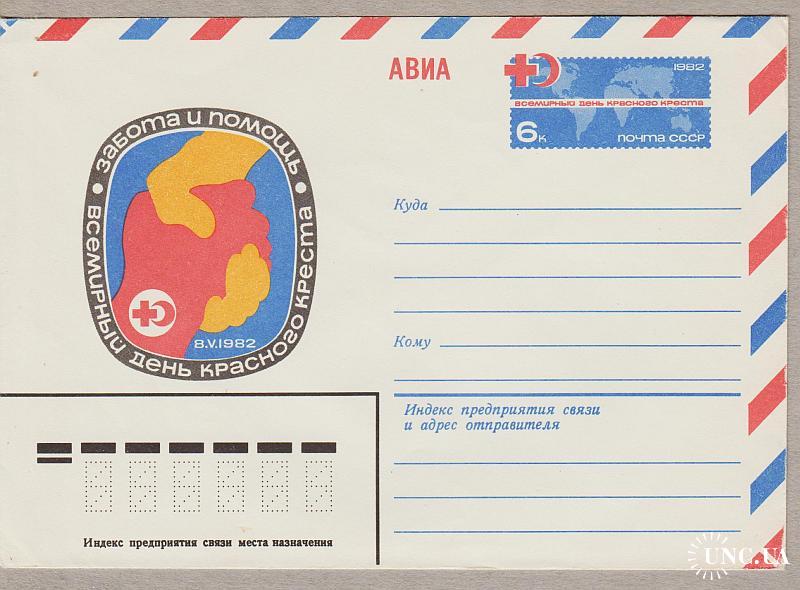 АВИА
1982
ВСЕМИРНЫЙ ДЕНЬ КРАСНОГО КРЕСТА
6к
ПОЧТА СССР
ЗАБОТА И ПОМОЩЬ
ВСЕМИРНЫЙ ДЕНЬ КРАСНОГО КРЕСТА
8.V.1982
Куда
Кому
Индекс предприятия связи
и адрес отправителя
Индекс предприятия связи места назначения
UNC.UA